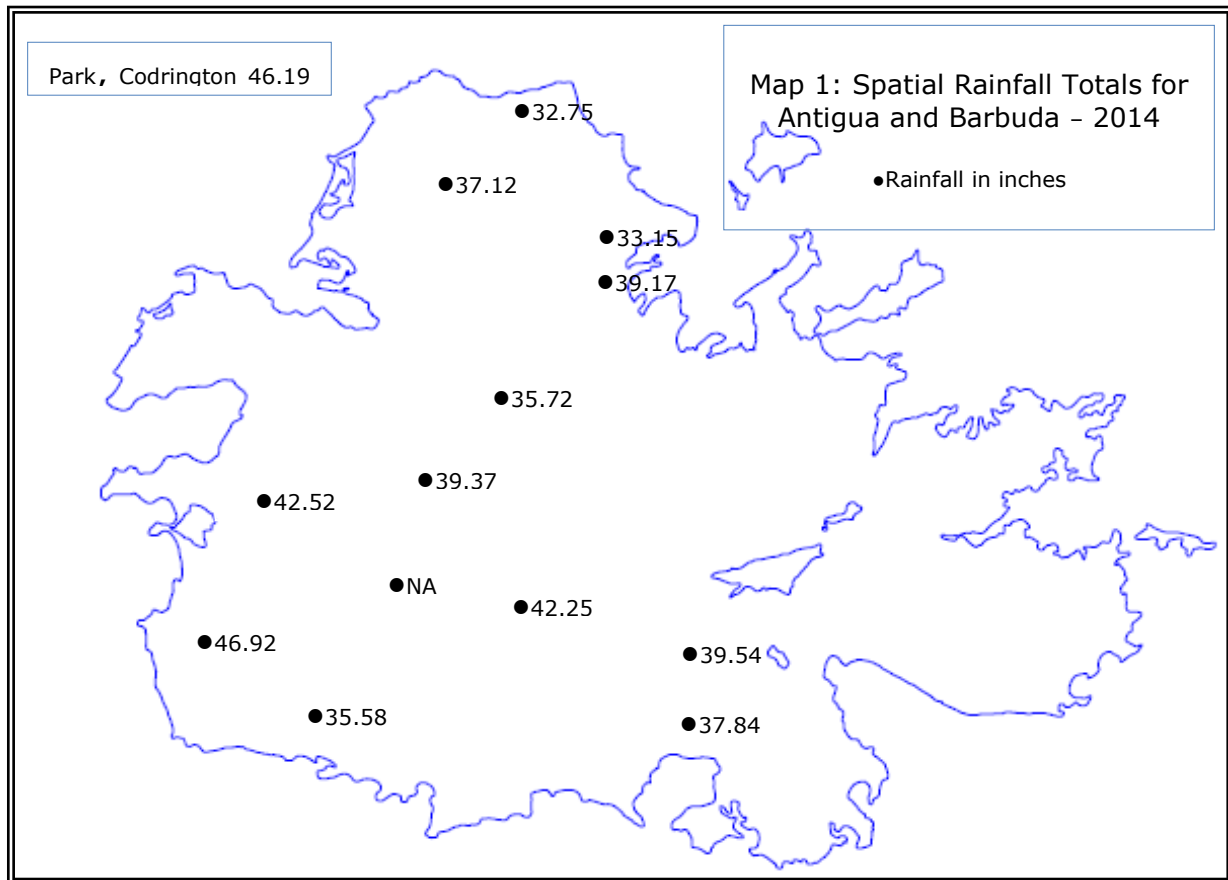 Park, Codrington 46.19
Map 1: Spatial Rainfall Totals for
Antigua and Barbuda – 2014
●Rainfall in inches
32.75
37.12
33.15
39.17
35.72
39.37
42.52
NA
42.25
46.92
39.54
35.58
37.84